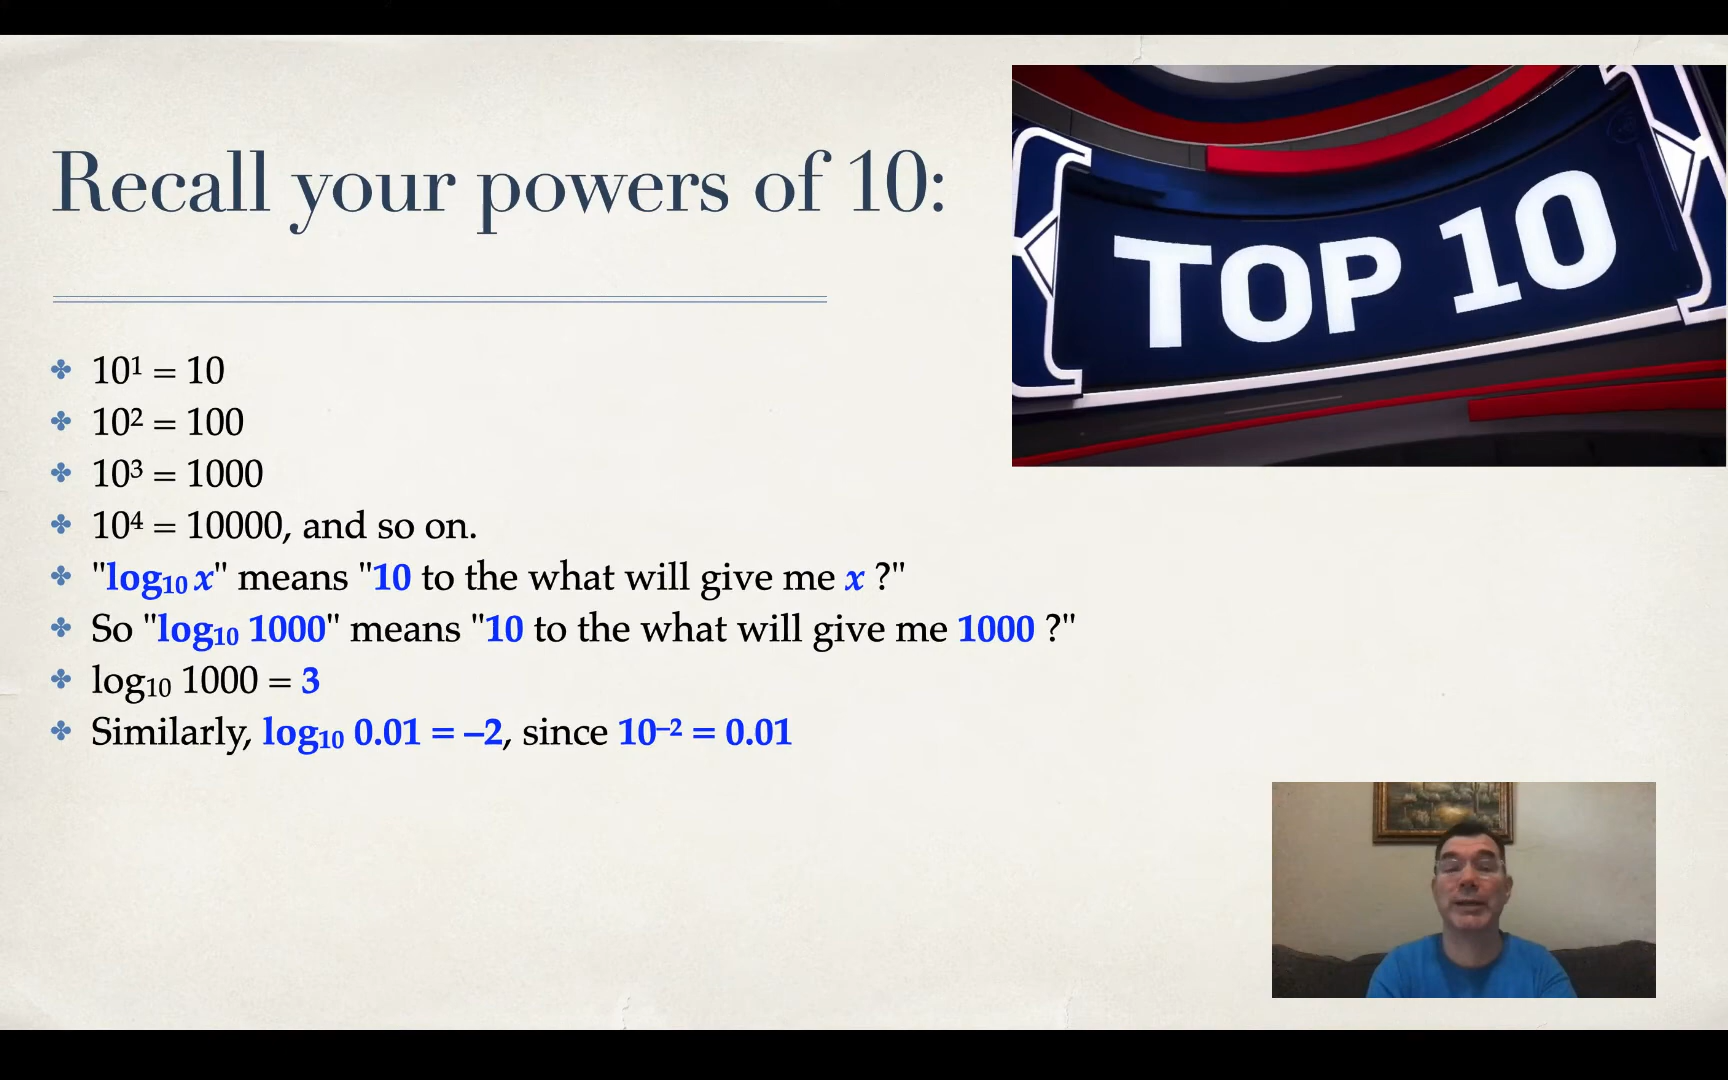 Recall your powers of 10:
TOP 10
10¹ = 10
10² = 100
10³ = 1000
10⁴ = 10000, and so on.
"log₁₀ x" means "10 to the what will give me x ?"
So "log₁₀ 1000" means "10 to the what will give me 1000 ?"
log₁₀ 1000 = 3
Similarly, log₁₀ 0.01 = –2, since 10⁻² = 0.01